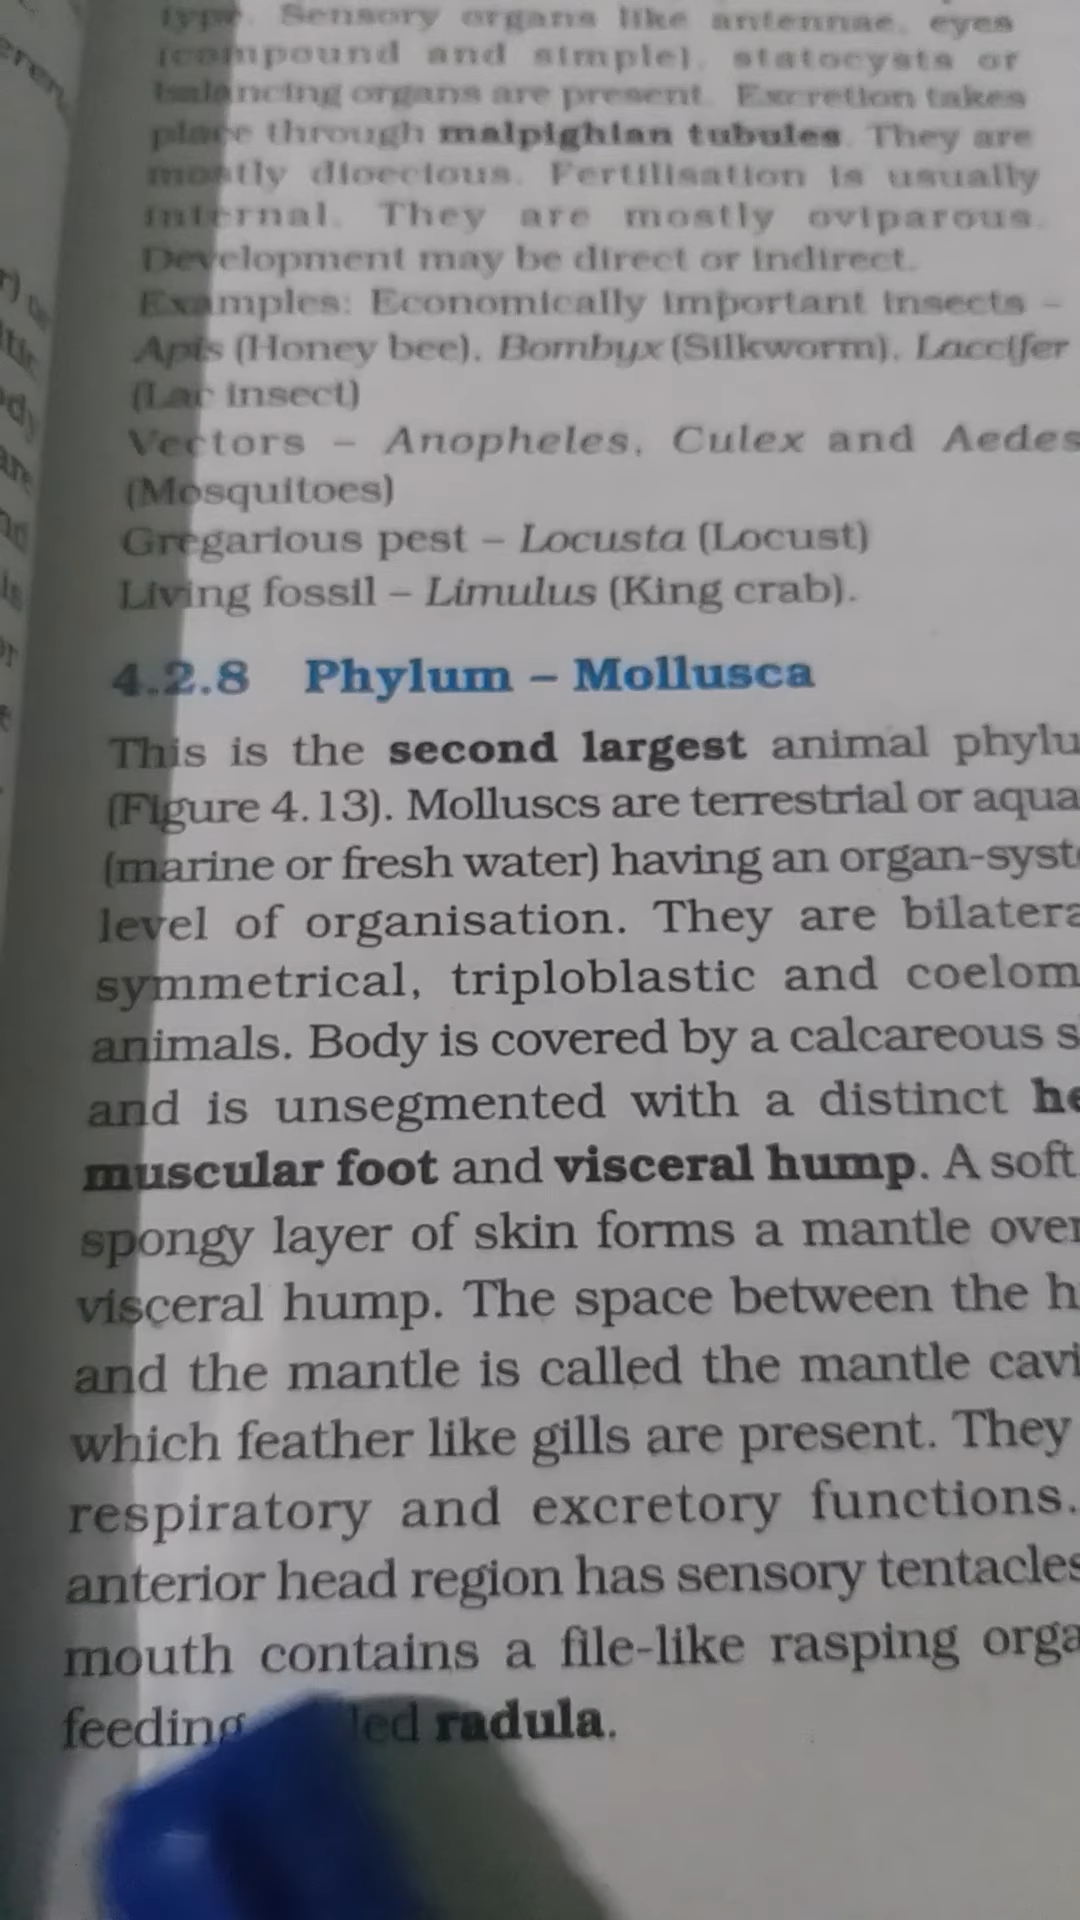 type. Sensory organs like antennae, eyes
(compound and simple), statocysts or
balancing organs are present. Excretion takes
place through malpighian tubules. They are
mostly dioecious. Fertilisation is usually
internal. They are mostly oviparous.
Development may be direct or indirect.
Examples: Economically important insects –
Apis (Honey bee), Bombyx (Silkworm), Laccifer
(Lac insect)
Vectors – Anopheles, Culex and Aedes
(Mosquitoes)
Gregarious pest – Locusta (Locust)
Living fossil – Limulus (King crab).
4.2.8 Phylum – Mollusca
This is the second largest animal phylu
(Figure 4.13). Molluscs are terrestrial or aqua
(marine or fresh water) having an organ-syst
level of organisation. They are bilatera
symmetrical, triploblastic and coelom
animals. Body is covered by a calcareous s
and is unsegmented with a distinct he
muscular foot and visceral hump. A soft
spongy layer of skin forms a mantle over
visceral hump. The space between the h
and the mantle is called the mantle cavi
which feather like gills are present. They
respiratory and excretory functions.
anterior head region has sensory tentacles
mouth contains a file-like rasping orga
feeding led radula.